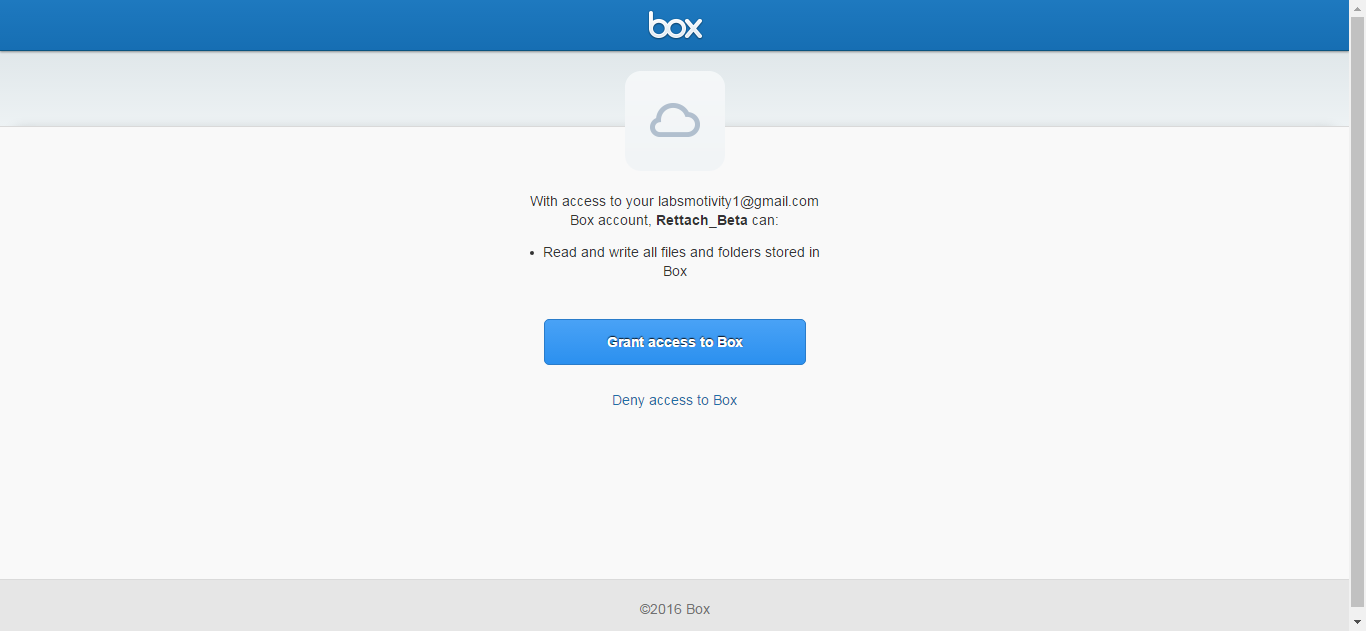 box
With access to your labsmotivity1@gmail.com
Box account, Rettach_Beta can:
• Read and write all files and folders stored in
Box
Grant access to Box
Deny access to Box
©2016 Box